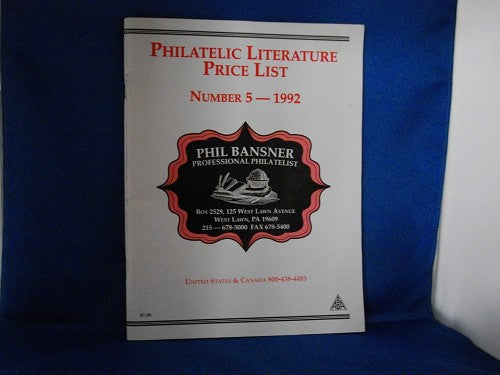 PHILATELIC LITERATURE
PRICE LIST
NUMBER 5 — 1992
PHIL BANSNER
PROFESSIONAL PHILATELIST
BOX 2529, 125 WEST LAWN AVENUE
WEST LAWN, PA 19609
215 — 678-5000 FAX 678-5400
UNITED STATES & CANADA 800-438-4483